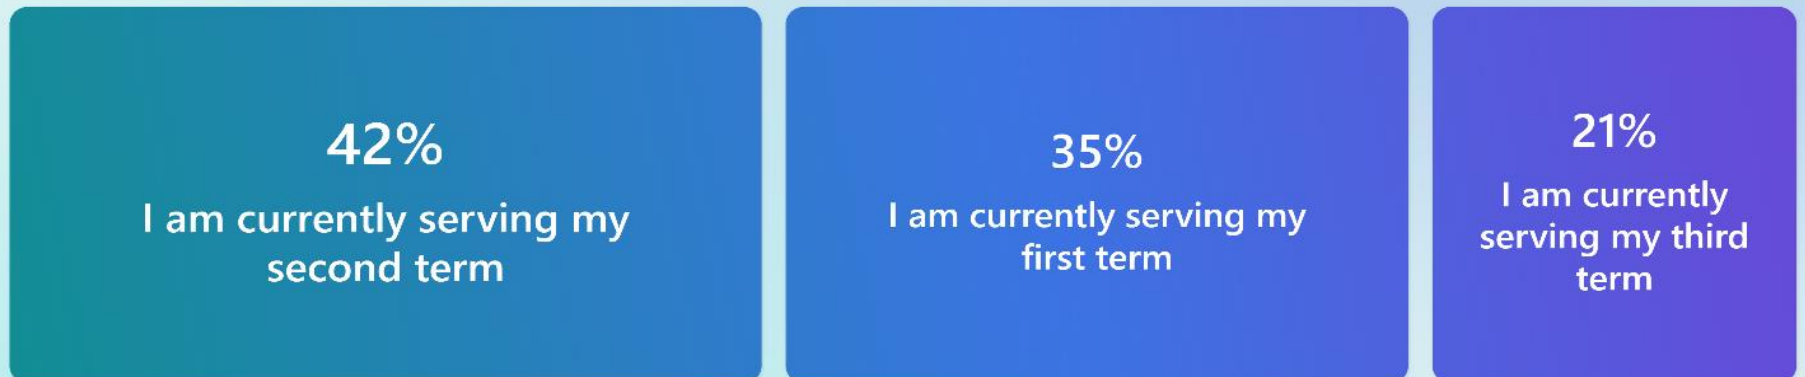 42%
I am currently serving my
second term
35%
I am currently serving my
first term
21%
I am currently
serving my third
term